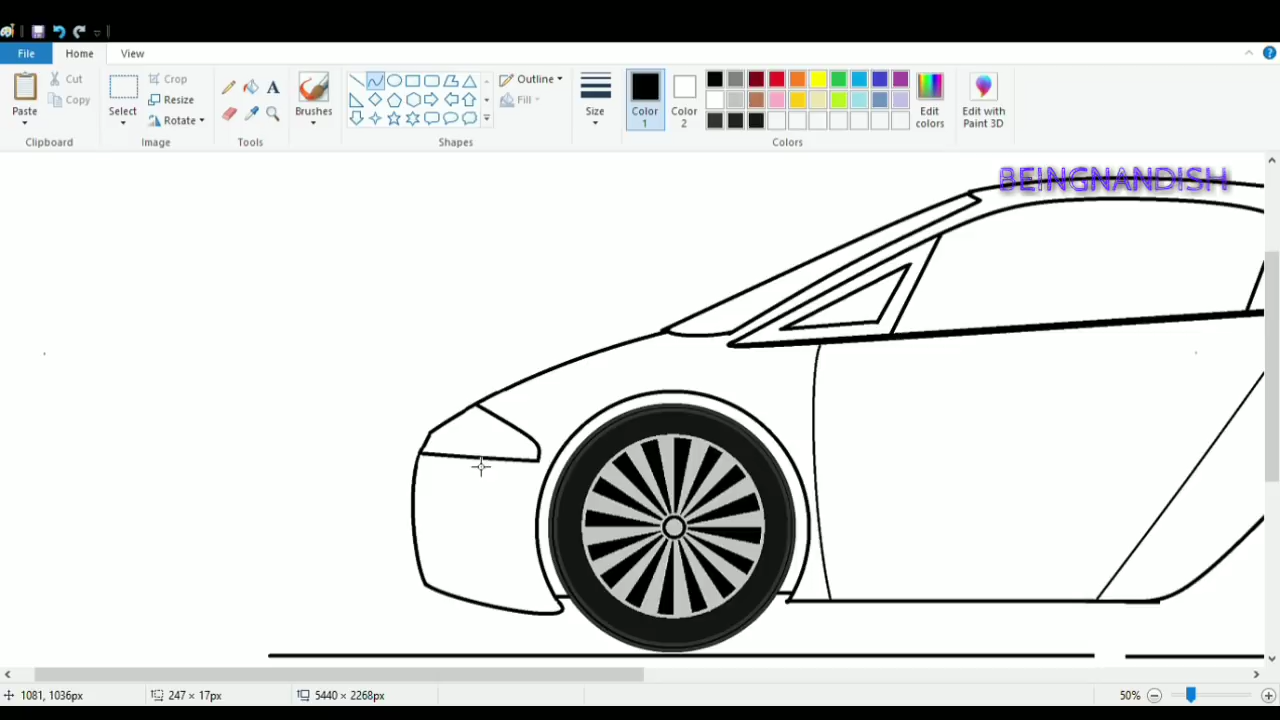 File Home View
Paste Cut Copy
Clipboard
Select Crop Resize Rotate
Image
Tools
Brushes
Shapes
Outline Fill
Size
Color 1
Color 2
Edit colors
Edit with Paint 3D
Colors
BEINGNANDISH
1081, 1036px 247 × 17px 5440 × 2268px 50%